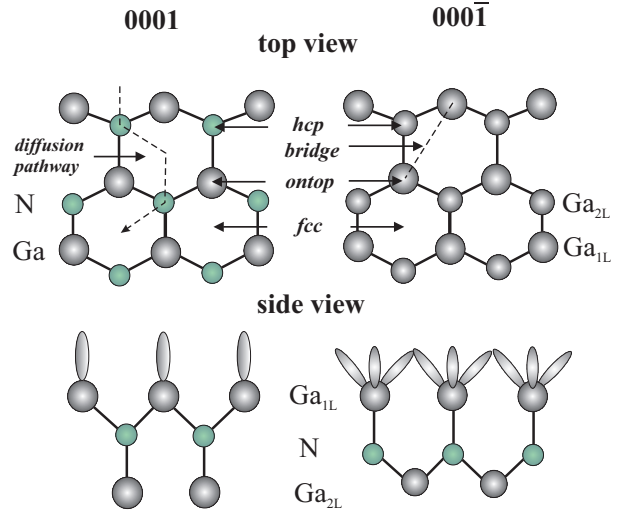 0001
0001̅
top view
diffusion
pathway
hcp
bridge
ontop
fcc
N
Ga
Ga₂L
Ga₁L
side view
Ga₁L
N
Ga₂L